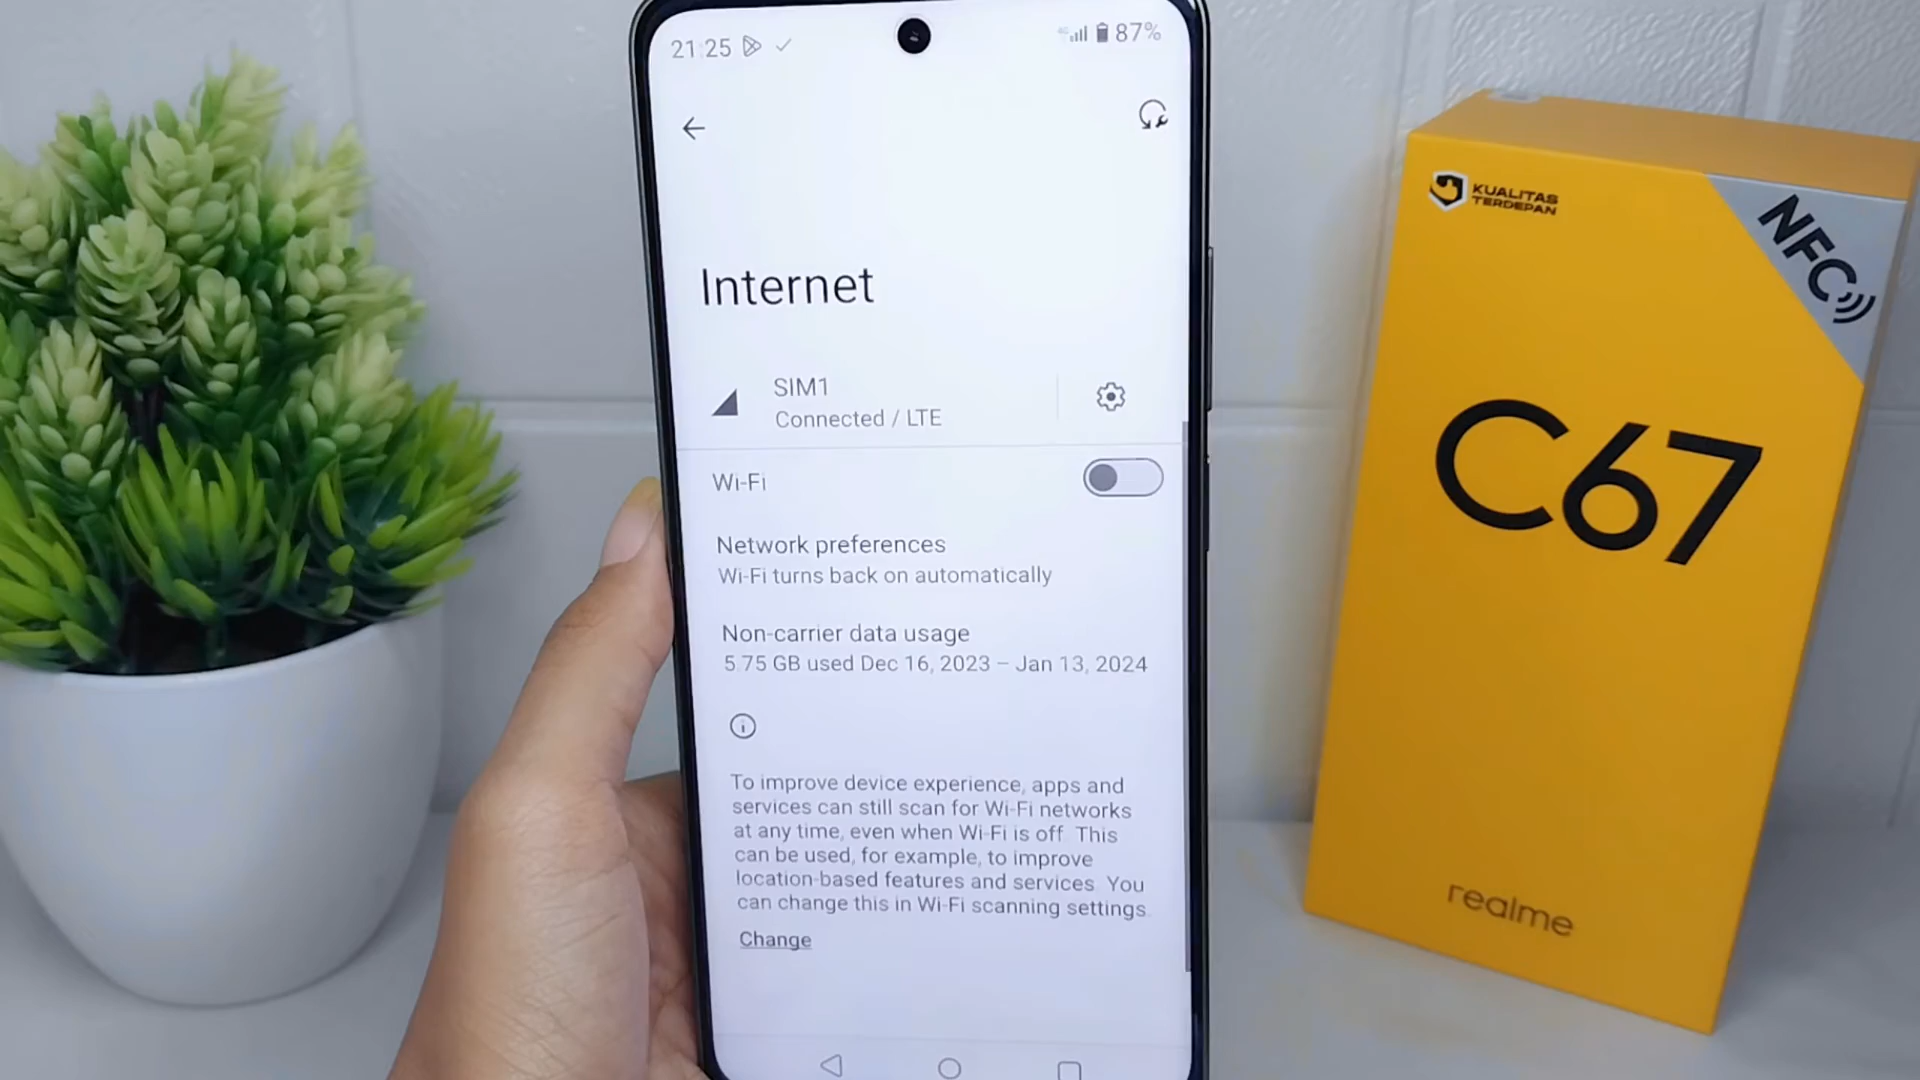 21:25
87%
Internet
SIM1
Connected / LTE
Wi-Fi
Network preferences
Wi-Fi turns back on automatically
Non-carrier data usage
5.75 GB used Dec 16, 2023 – Jan 13, 2024
To improve device experience, apps and
services can still scan for Wi-Fi networks
at any time, even when Wi-Fi is off. This
can be used, for example, to improve
location-based features and services. You
can change this in Wi-Fi scanning settings.
Change
KUALITAS
TERDEPAN
NFC
C67
realme